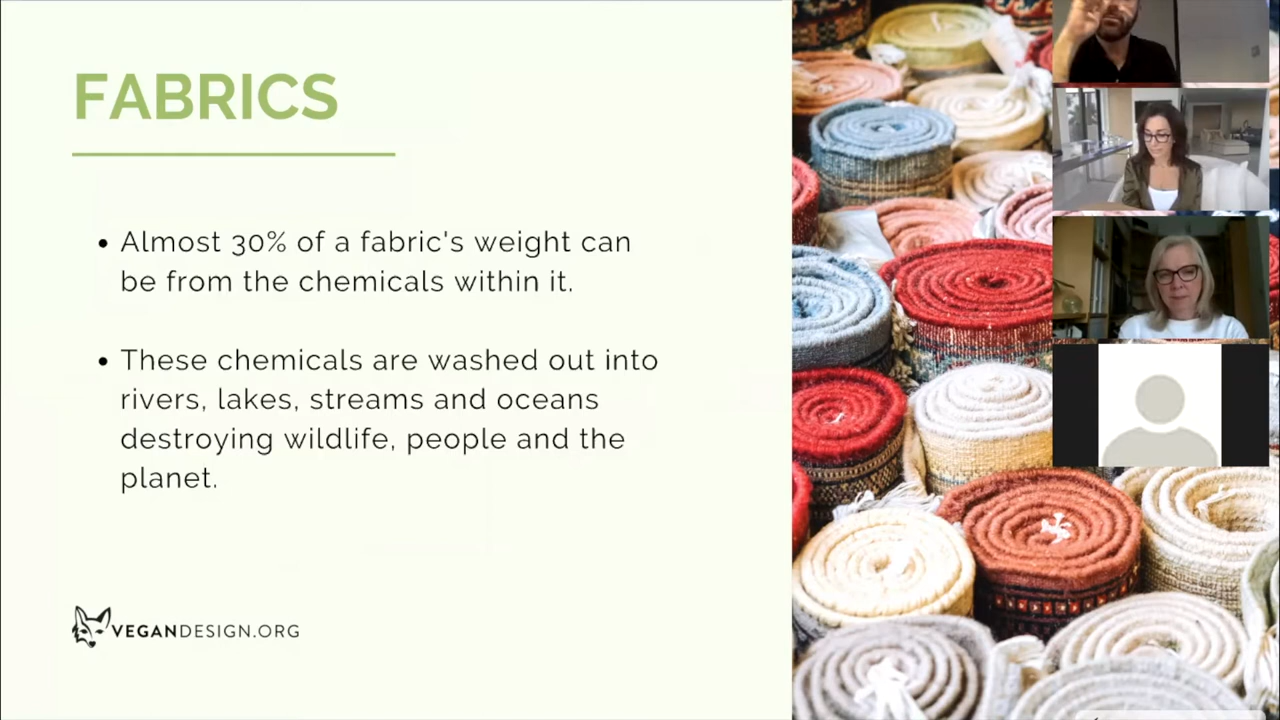 FABRICS
• Almost 30% of a fabric's weight can
be from the chemicals within it.
• These chemicals are washed out into
rivers, lakes, streams and oceans
destroying wildlife, people and the
planet.
VEGANDESIGN.ORG